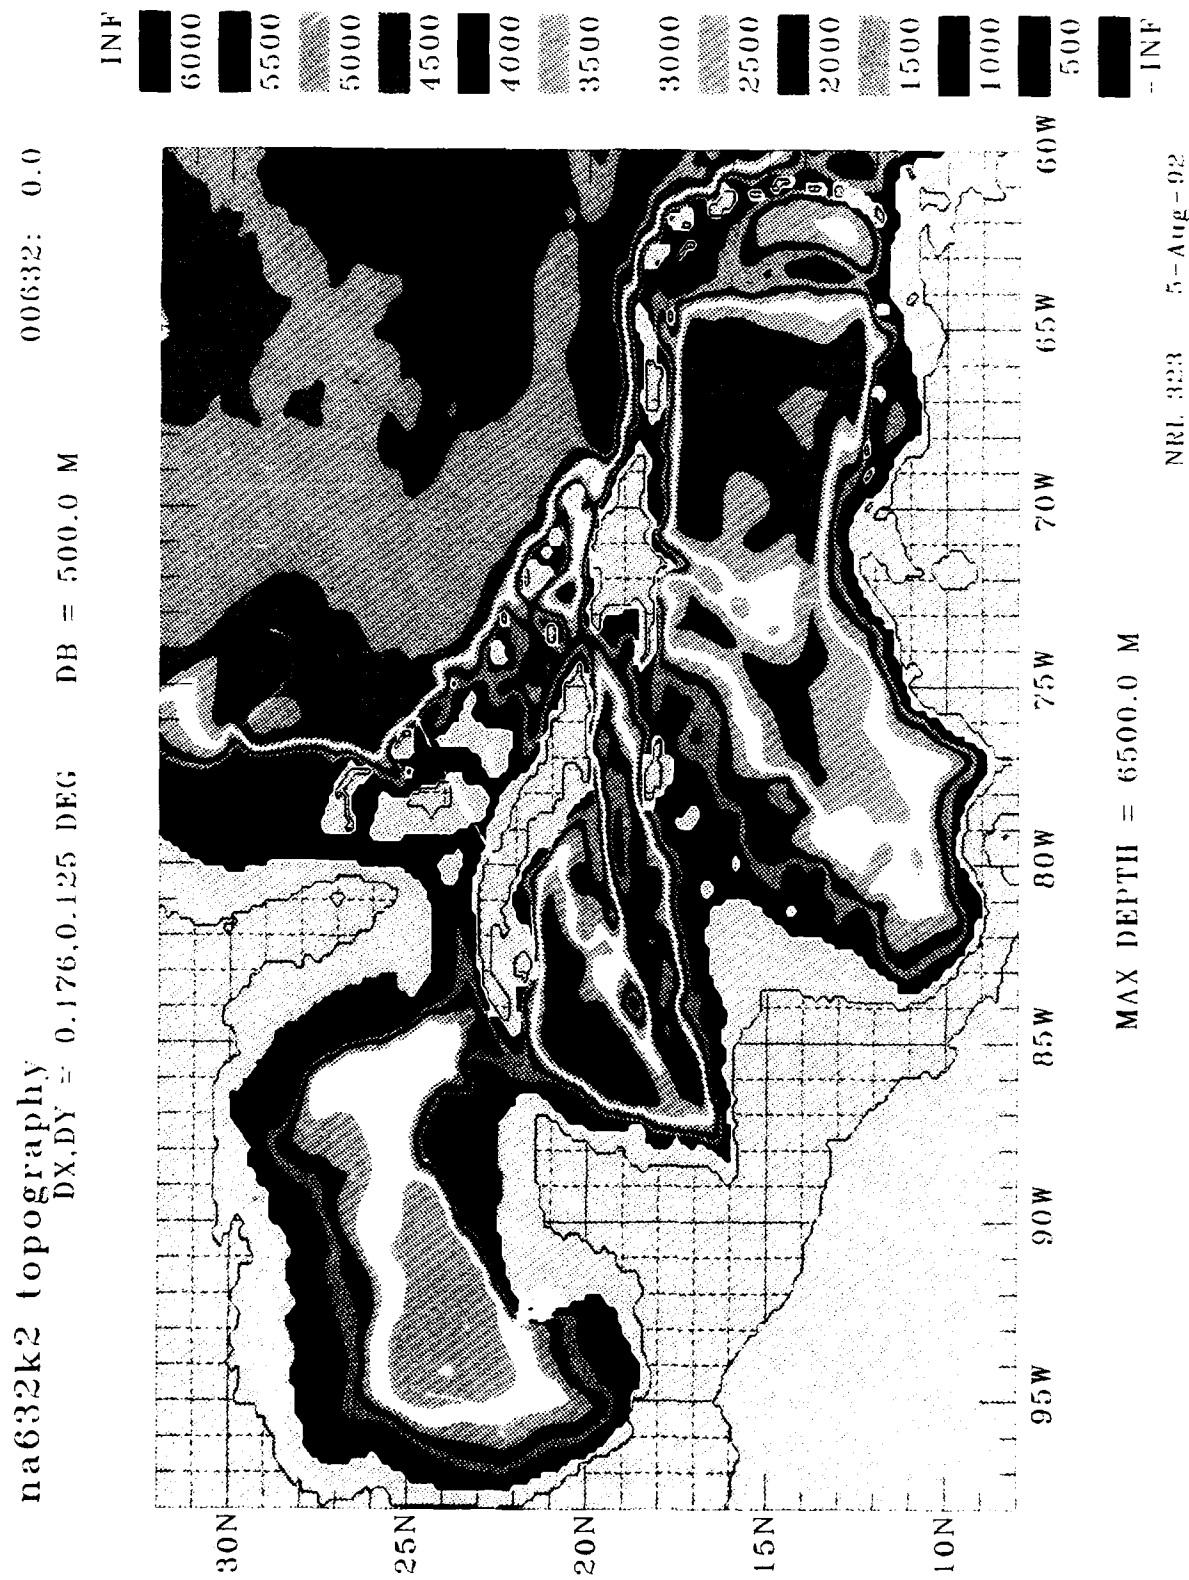 na632k2 topography 00632: 0.0
DX,DY = 0.176,0.125 DEG DB = 500.0 M
30N
25N
20N
15N
10N
95W 90W 85W 80W 75W 70W 65W 60W
MAX DEPTH = 6500.0 M
NRL 323 5-Aug-92
INF
6000
5500
5000
4500
4000
3500
3000
2500
2000
1500
1000
500
-INF